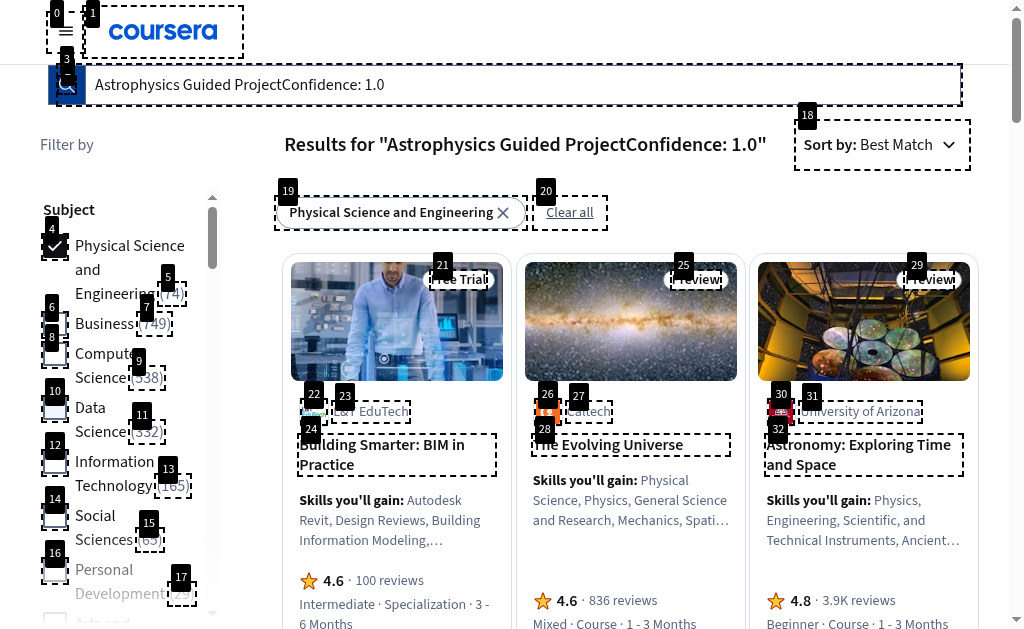 0
1
coursera
3
Astrophysics Guided ProjectConfidence: 1.0
Filter by
Results for "Astrophysics Guided ProjectConfidence: 1.0"
18
Sort by: Best Match
Subject
4
Physical Science
and
Engineering (74)
5
6
Business (749)
7
8
Computer
Science (538)
9
10
Data
Science (332)
11
12
Information
Technology (165)
13
14
Social
Sciences (65)
15
16
Personal
Development (29)
17
19
Physical Science and Engineering
20
Clear all
21
Free Trial
22
23
EduTech
24
Building Smarter: BIM in
Practice
Skills you'll gain: Autodesk
Revit, Design Reviews, Building
Information Modeling,…
4.6 · 100 reviews
Intermediate · Specialization · 3 -
6 Months
25
Preview
26
27
Caltech
28
The Evolving Universe
Skills you'll gain: Physical
Science, Physics, General Science
and Research, Mechanics, Spati…
4.6 · 836 reviews
Mixed · Course · 1 - 3 Months
29
Preview
30
31
University of Arizona
32
Astronomy: Exploring Time
and Space
Skills you'll gain: Physics,
Engineering, Scientific, and
Technical Instruments, Ancient…
4.8 · 3.9K reviews
Beginner · Course · 1 - 3 Months